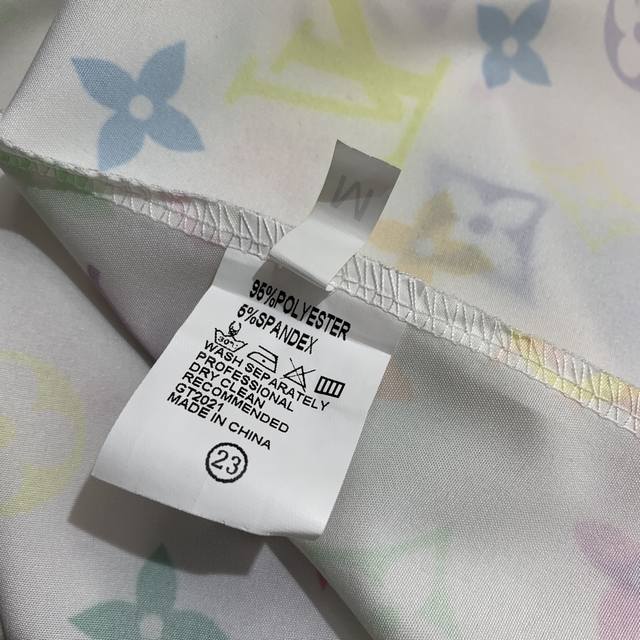 M
95%POLYESTER
5%SPANDEX
30°
WASH SEPARATELY
PROFESSIONAL
DRY CLEAN
RECOMMENDED
GT2021
MADE IN CHINA
23